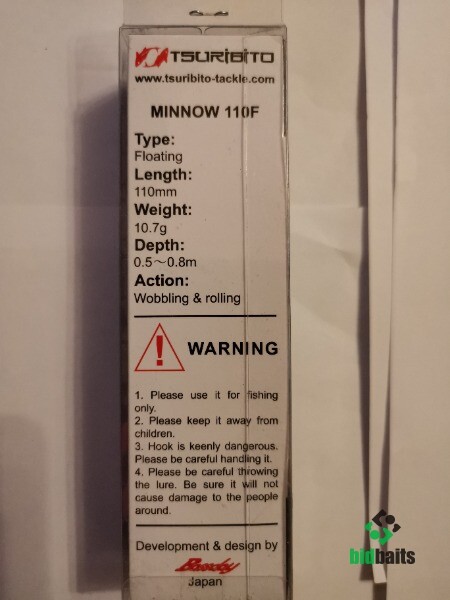 TSURIBITO
www.tsuribito-tackle.com
MINNOW 110F
Type:
Floating
Length:
110mm
Weight:
10.7g
Depth:
0.5~0.8m
Action:
Wobbling & rolling
WARNING
1. Please use it for fishing
only.
2. Please keep it away from
children.
3. Hook is keenly dangerous.
Please be careful handling it.
4. Please be careful throwing
the lure. Be sure it will not
cause damage to the people
around.
Development & design by
Japan
bigbaits